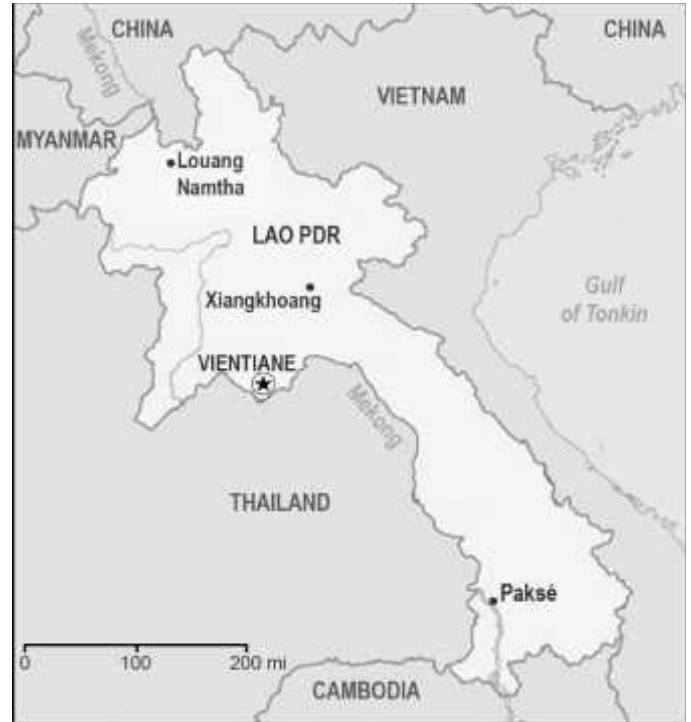 CHINA
CHINA
Mekong
VIETNAM
MYANMAR
Louang
Namtha
LAO PDR
Gulf
of Tonkin
Xiangkhoang
VIENTIANE
Mekong
THAILAND
Paksé
0 100 200 mi
CAMBODIA